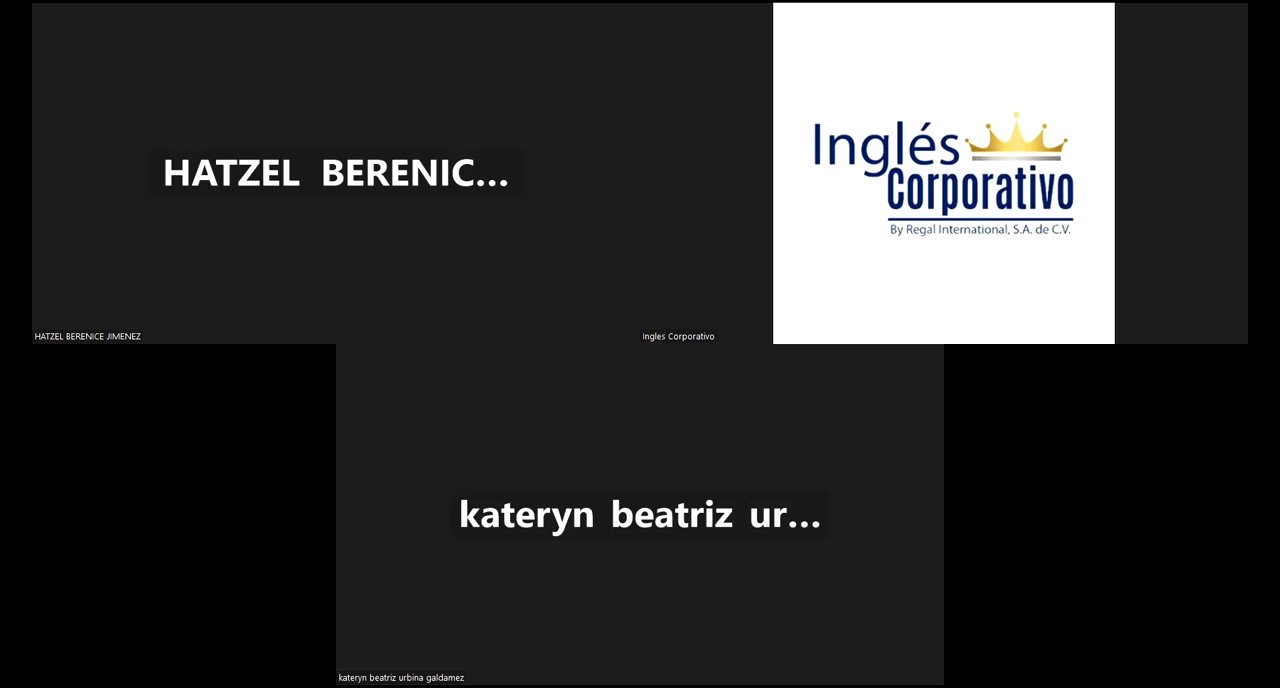 HATZEL BERENIC...
HATZEL BERENICE JIMENEZ
Inglés
Corporativo
By Regal International, S.A. de C.V.
Ingles Corporativo
kateryn beatriz ur...
kateryn beatriz urbina galdamez